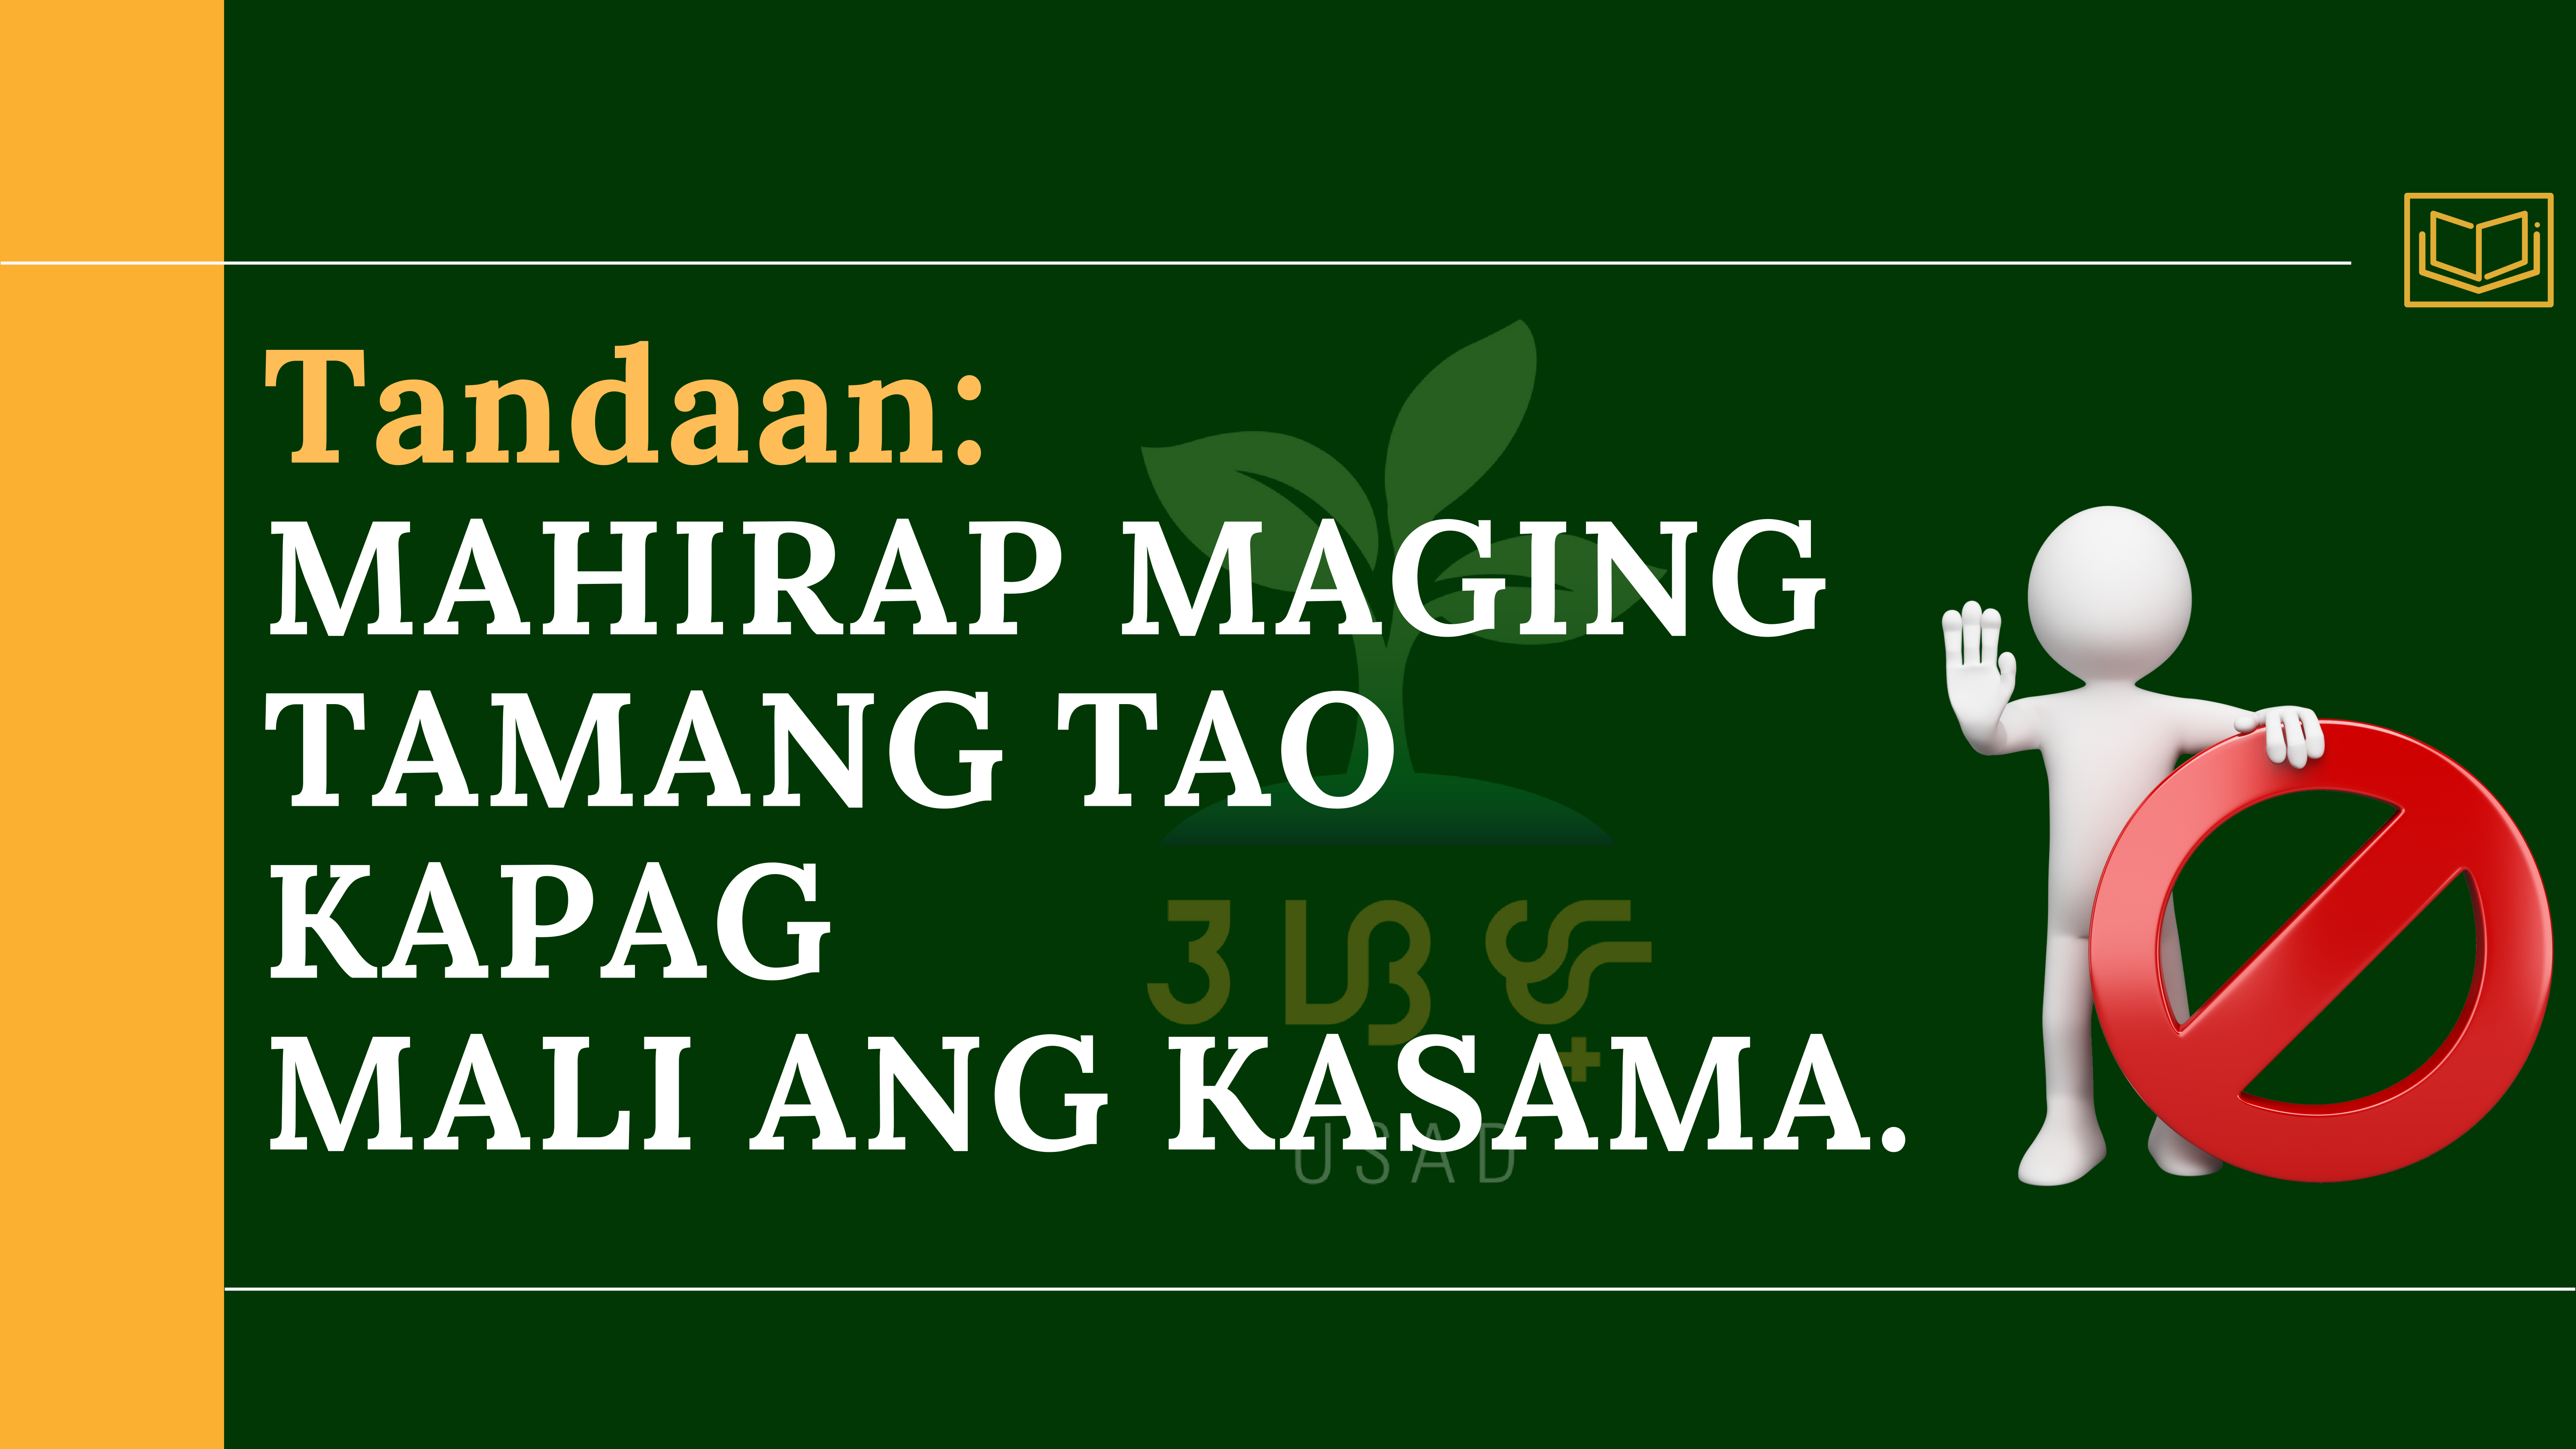 Tandaan:
MAHIRAP MAGING
TAMANG TAO
KAPAG
MALI ANG KASAMA.
USAD